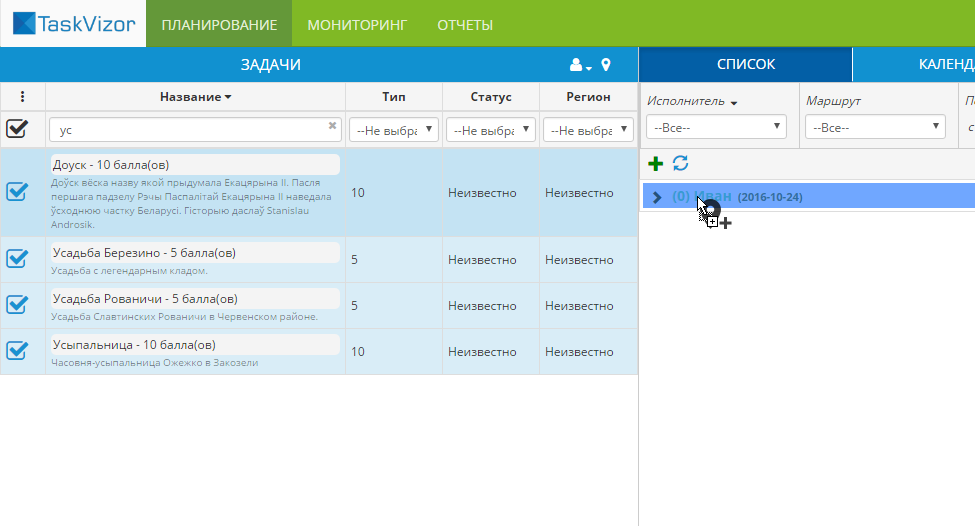 TaskVizor
ПЛАНИРОВАНИЕ МОНИТОРИНГ ОТЧЕТЫ
ЗАДАЧИ
Название Тип Статус Регион
ус --Не выбра --Не выбра --Не выбра
Доуск - 10 балла(ов)
Доўск вёска назву якой прыдумала Екацярына II. Пасля
першага падзелу Рэчы Паспалітай Екацярына II наведала
ўсходнюю частку Беларусі. Гісторыю даслаў Stanislau
Androsik.
10 Неизвестно Неизвестно
Усадьба Березино - 5 балла(ов)
Усадьба с легендарным кладом.
5 Неизвестно Неизвестно
Усадьба Рованичи - 5 балла(ов)
Усадьба Славтинских Рованичи в Червенском районе.
5 Неизвестно Неизвестно
Усыпальница - 10 балла(ов)
Часовня-усыпальница Ожежко в Закозели
10 Неизвестно Неизвестно
СПИСОК КАЛЕНД
Исполнитель Маршрут
--Все-- --Все--
(0) Иван (2016-10-24)